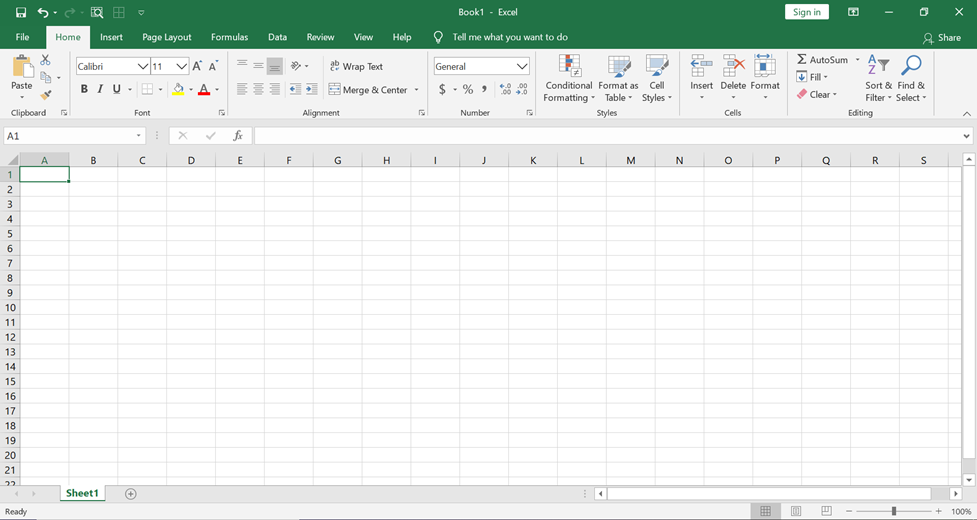 Book1 - Excel
Sign in
File Home Insert Page Layout Formulas Data Review View Help Tell me what you want to do Share
Paste
Clipboard
Calibri 11 A A
B I U A
Font
ab Wrap Text
Merge & Center
Alignment
General
$ % , .00 .00
Number
Conditional Formatting
Format as Table
Cell Styles
Styles
Insert Delete Format
Cells
AutoSum
Fill
Clear
A Z
Sort & Filter
Find & Select
Editing
A1 fx
A B C D E F G H I J K L M N O P Q R S
1
2
3
4
5
6
7
8
9
10
11
12
13
14
15
16
17
18
19
20
21
22
Sheet1
Ready 100%